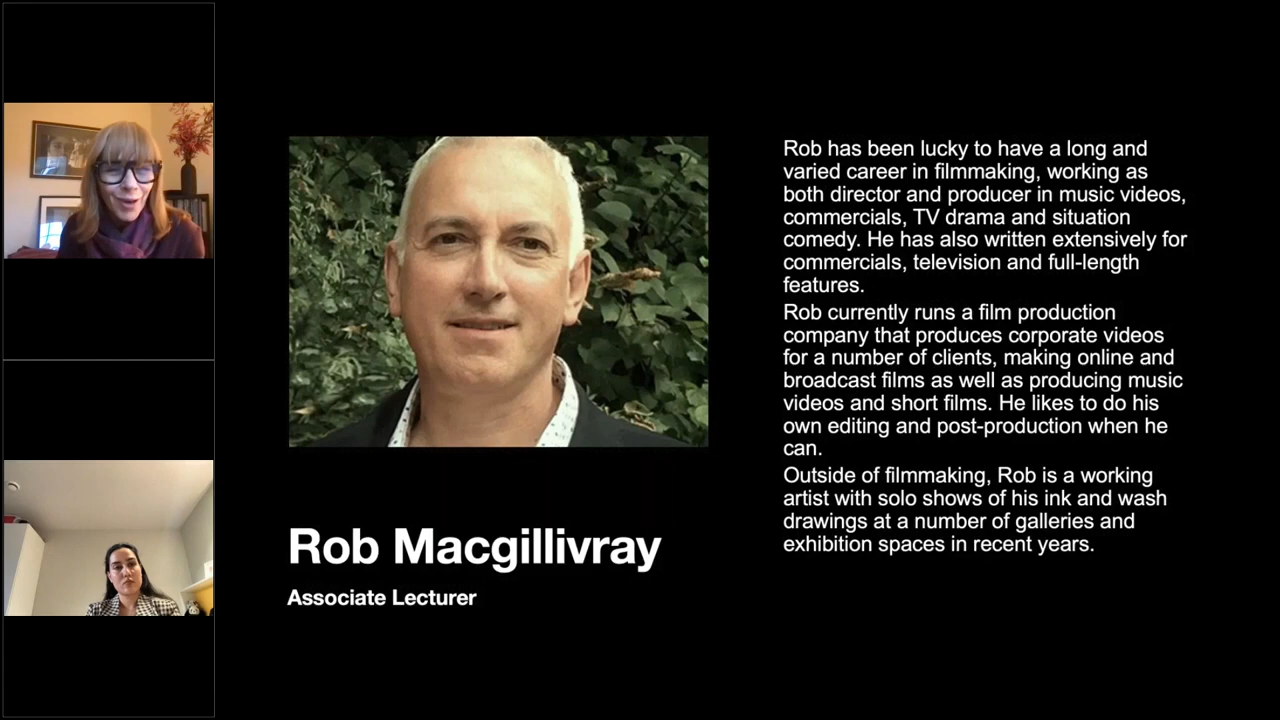 Rob has been lucky to have a long and
varied career in filmmaking, working as
both director and producer in music videos,
commercials, TV drama and situation
comedy. He has also written extensively for
commercials, television and full-length
features.
Rob currently runs a film production
company that produces corporate videos
for a number of clients, making online and
broadcast films as well as producing music
videos and short films. He likes to do his
own editing and post-production when he
can.
Outside of filmmaking, Rob is a working
artist with solo shows of his ink and wash
drawings at a number of galleries and
exhibition spaces in recent years.
Rob Macgillivray
Associate Lecturer